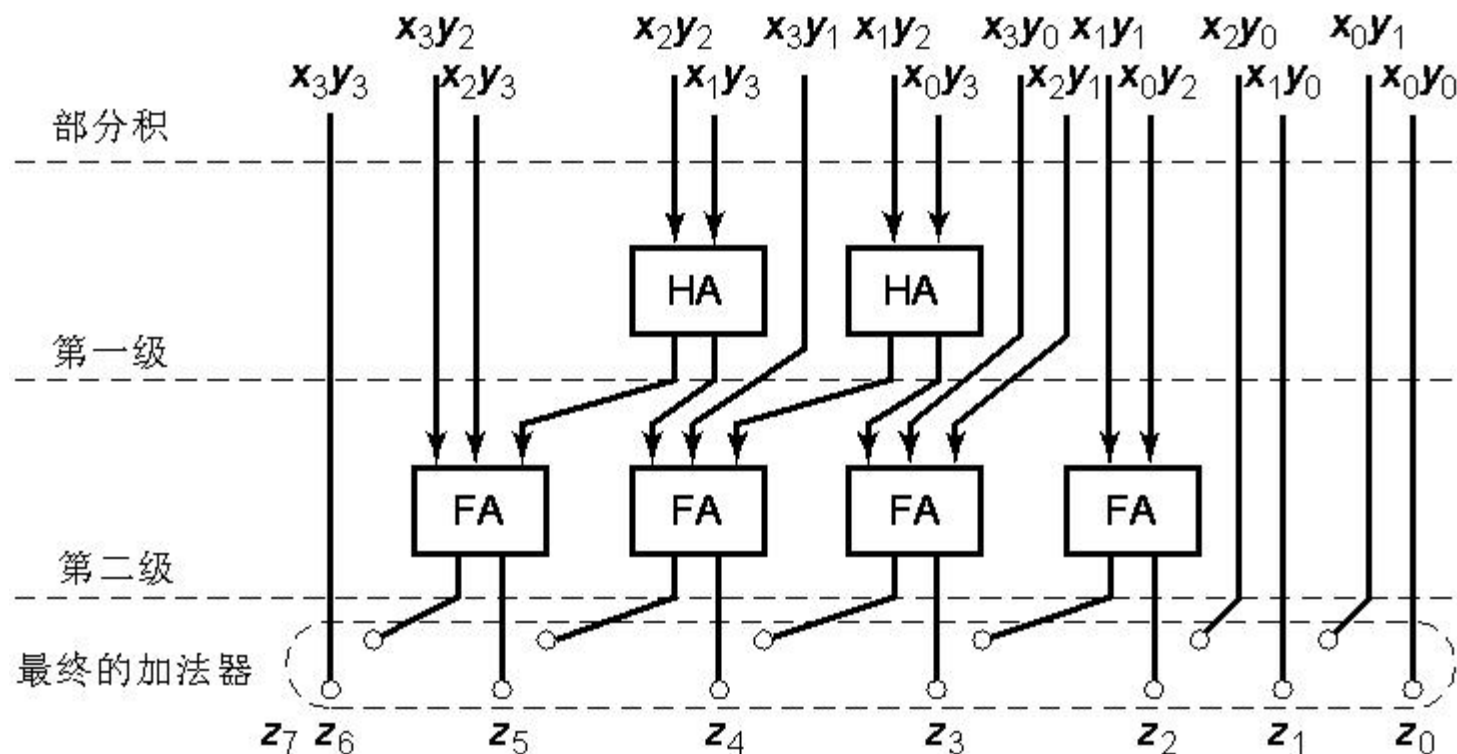 x₃y₂ x₂y₂ x₃y₁ x₁y₂ x₃y₀ x₁y₁ x₂y₀ x₀y₁
x₃y₃ x₂y₃ x₁y₃ x₀y₃ x₂y₁ x₀y₂ x₁y₀ x₀y₀
部分积
HA HA
第一级
FA FA FA FA
第二级
最终的加法器
z₇ z₆ z₅ z₄ z₃ z₂ z₁ z₀